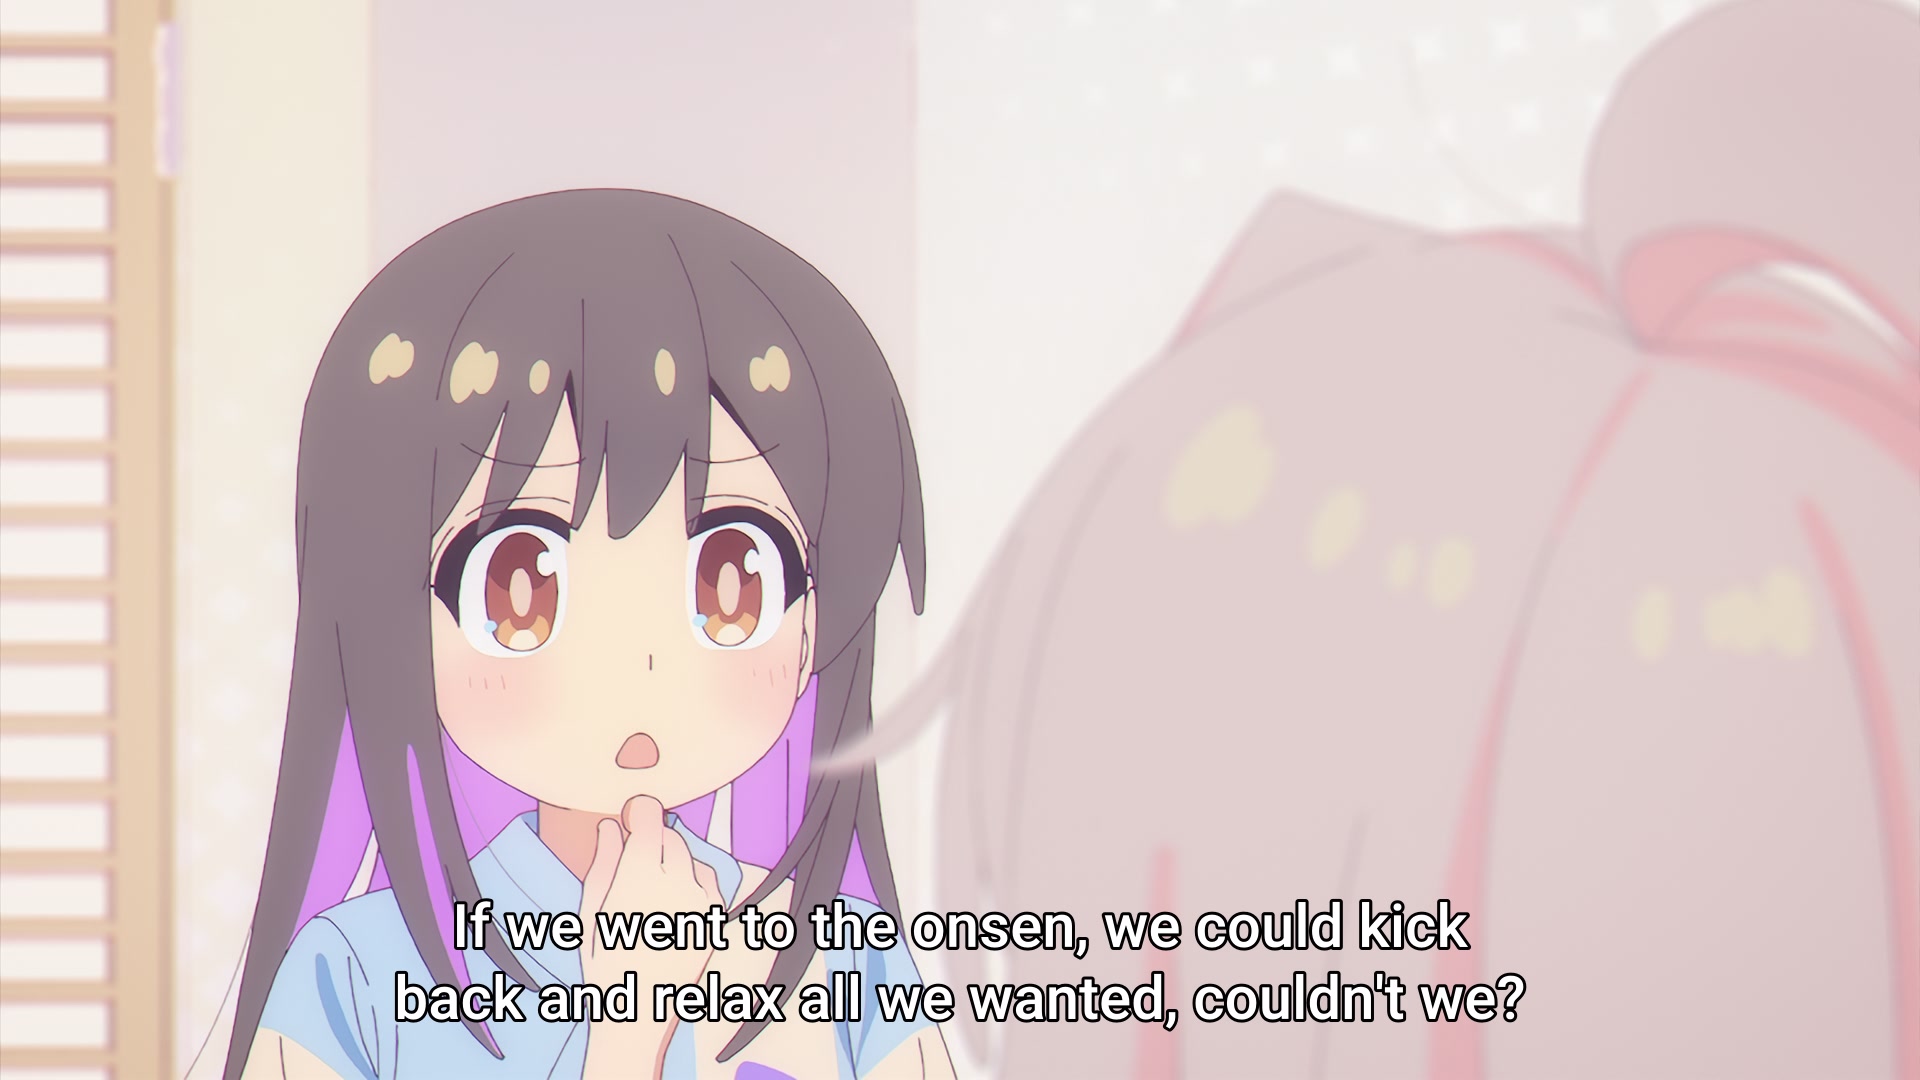 If we went to the onsen, we could kick
back and relax all we wanted, couldn't we?